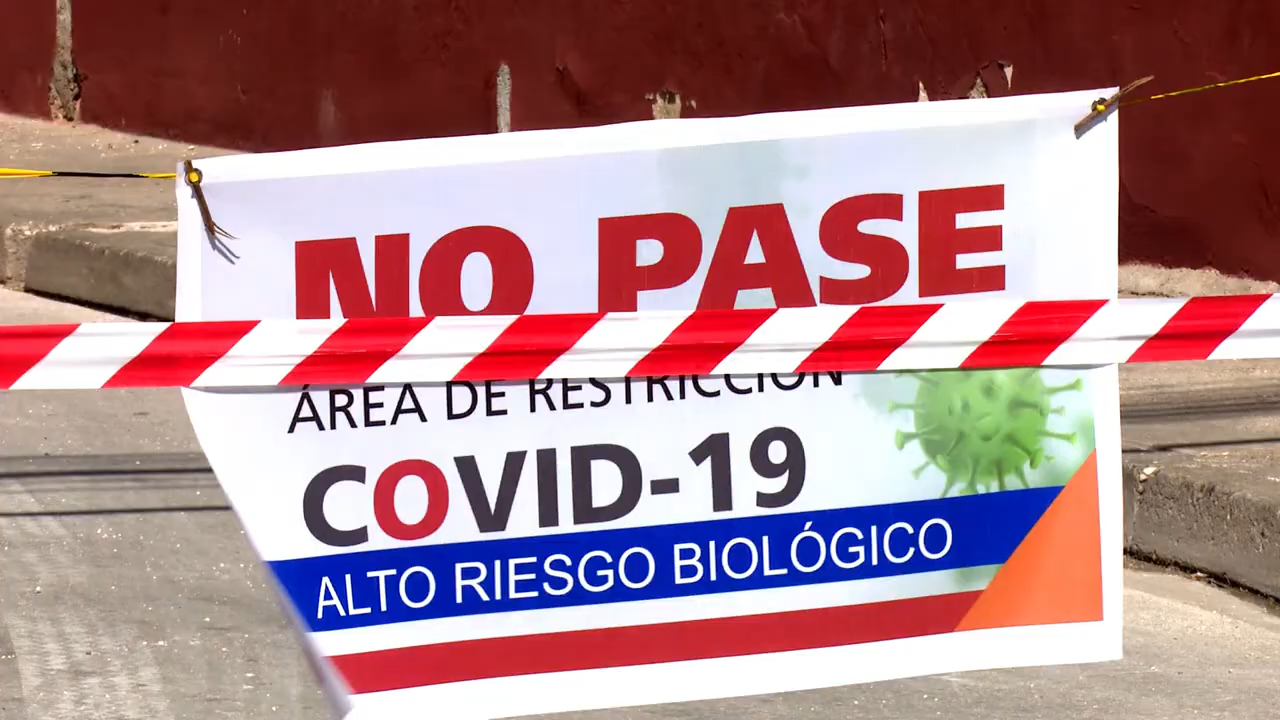 NO PASE
ÁREA DE RESTRICCIÓN
COVID-19
ALTO RIESGO BIOLÓGICO